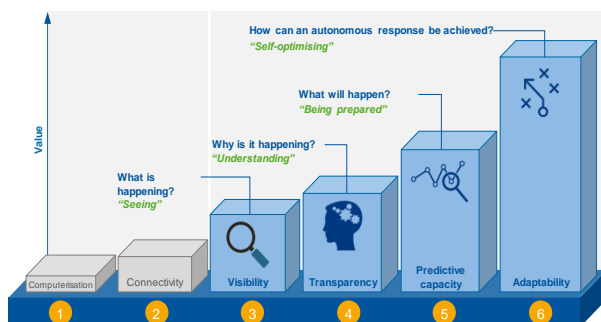 How can an autonomous response be achieved?
"Self-optimising"
What will happen?
"Being prepared"
Why is it happening?
"Understanding"
What is
happening?
"Seeing"
Value
Computerisation
Connectivity
Visibility
Transparency
Predictive
capacity
Adaptability
1
2
3
4
5
6